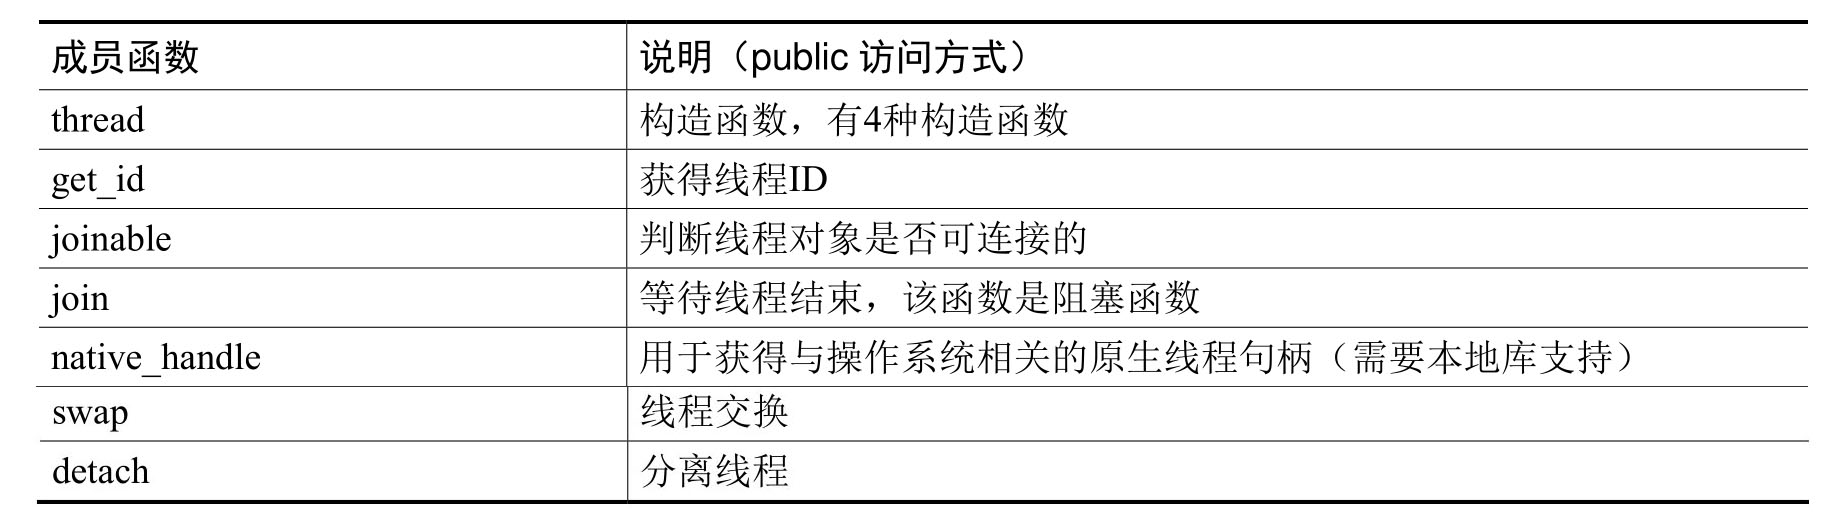 成员函数 说明（public 访问方式）
thread 构造函数，有4种构造函数
get_id 获得线程ID
joinable 判断线程对象是否可连接的
join 等待线程结束，该函数是阻塞函数
native_handle 用于获得与操作系统相关的原生线程句柄（需要本地库支持）
swap 线程交换
detach 分离线程